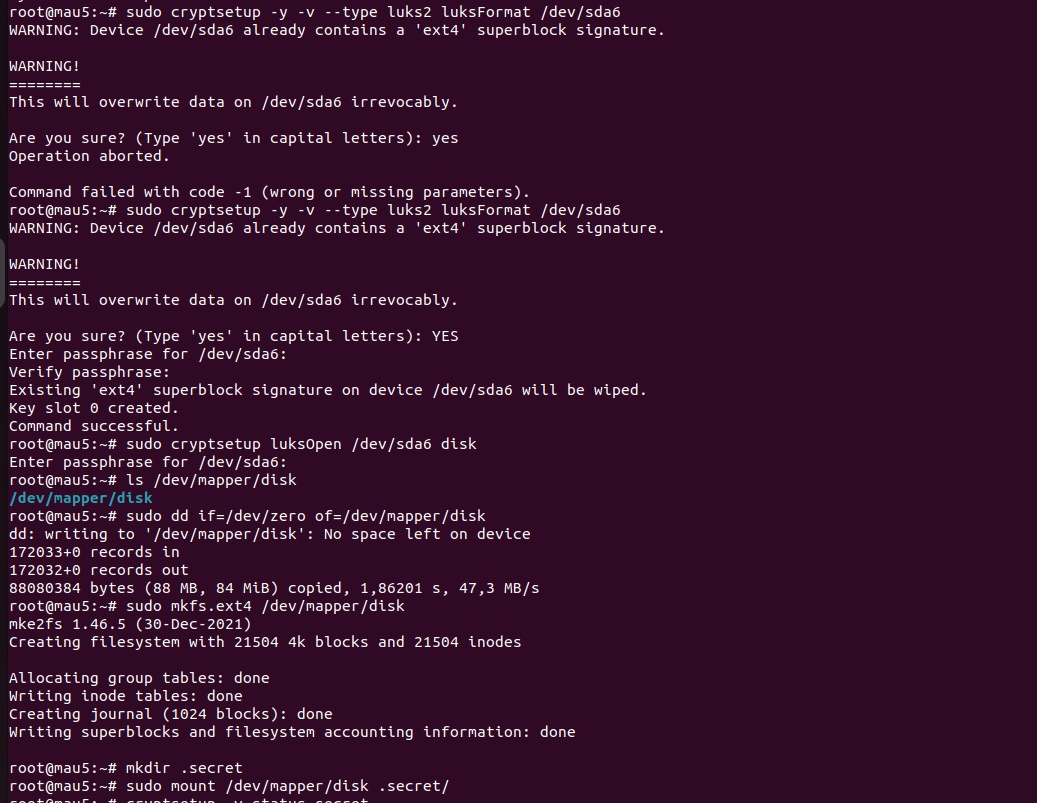 root@mau5:~# sudo cryptsetup -y -v --type luks2 luksFormat /dev/sda6
WARNING: Device /dev/sda6 already contains a 'ext4' superblock signature.
WARNING!
========
This will overwrite data on /dev/sda6 irrevocably.
Are you sure? (Type 'yes' in capital letters): yes
Operation aborted.
Command failed with code -1 (wrong or missing parameters).
root@mau5:~# sudo cryptsetup -y -v --type luks2 luksFormat /dev/sda6
WARNING: Device /dev/sda6 already contains a 'ext4' superblock signature.
WARNING!
========
This will overwrite data on /dev/sda6 irrevocably.
Are you sure? (Type 'yes' in capital letters): YES
Enter passphrase for /dev/sda6:
Verify passphrase:
Existing 'ext4' superblock signature on device /dev/sda6 will be wiped.
Key slot 0 created.
Command successful.
root@mau5:~# sudo cryptsetup luksOpen /dev/sda6 disk
Enter passphrase for /dev/sda6:
root@mau5:~# ls /dev/mapper/disk
/dev/mapper/disk
root@mau5:~# sudo dd if=/dev/zero of=/dev/mapper/disk
dd: writing to '/dev/mapper/disk': No space left on device
172033+0 records in
172032+0 records out
88080384 bytes (88 MB, 84 MiB) copied, 1,86201 s, 47,3 MB/s
root@mau5:~# sudo mkfs.ext4 /dev/mapper/disk
mke2fs 1.46.5 (30-Dec-2021)
Creating filesystem with 21504 4k blocks and 21504 inodes
Allocating group tables: done
Writing inode tables: done
Creating journal (1024 blocks): done
Writing superblocks and filesystem accounting information: done
root@mau5:~# mkdir .secret
root@mau5:~# sudo mount /dev/mapper/disk .secret/
root@mau5:~# cryptsetup -v status secret